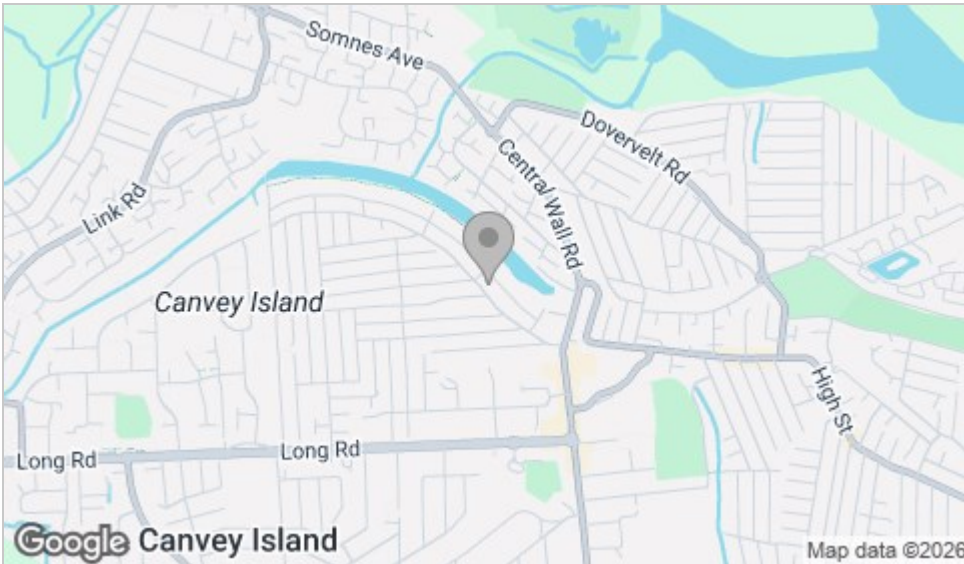 Somnes Ave
Dovervelt Rd
Central Wall Rd
Link Rd
Canvey Island
High St
Long Rd
Long Rd
Google
Canvey Island
Map data ©2026